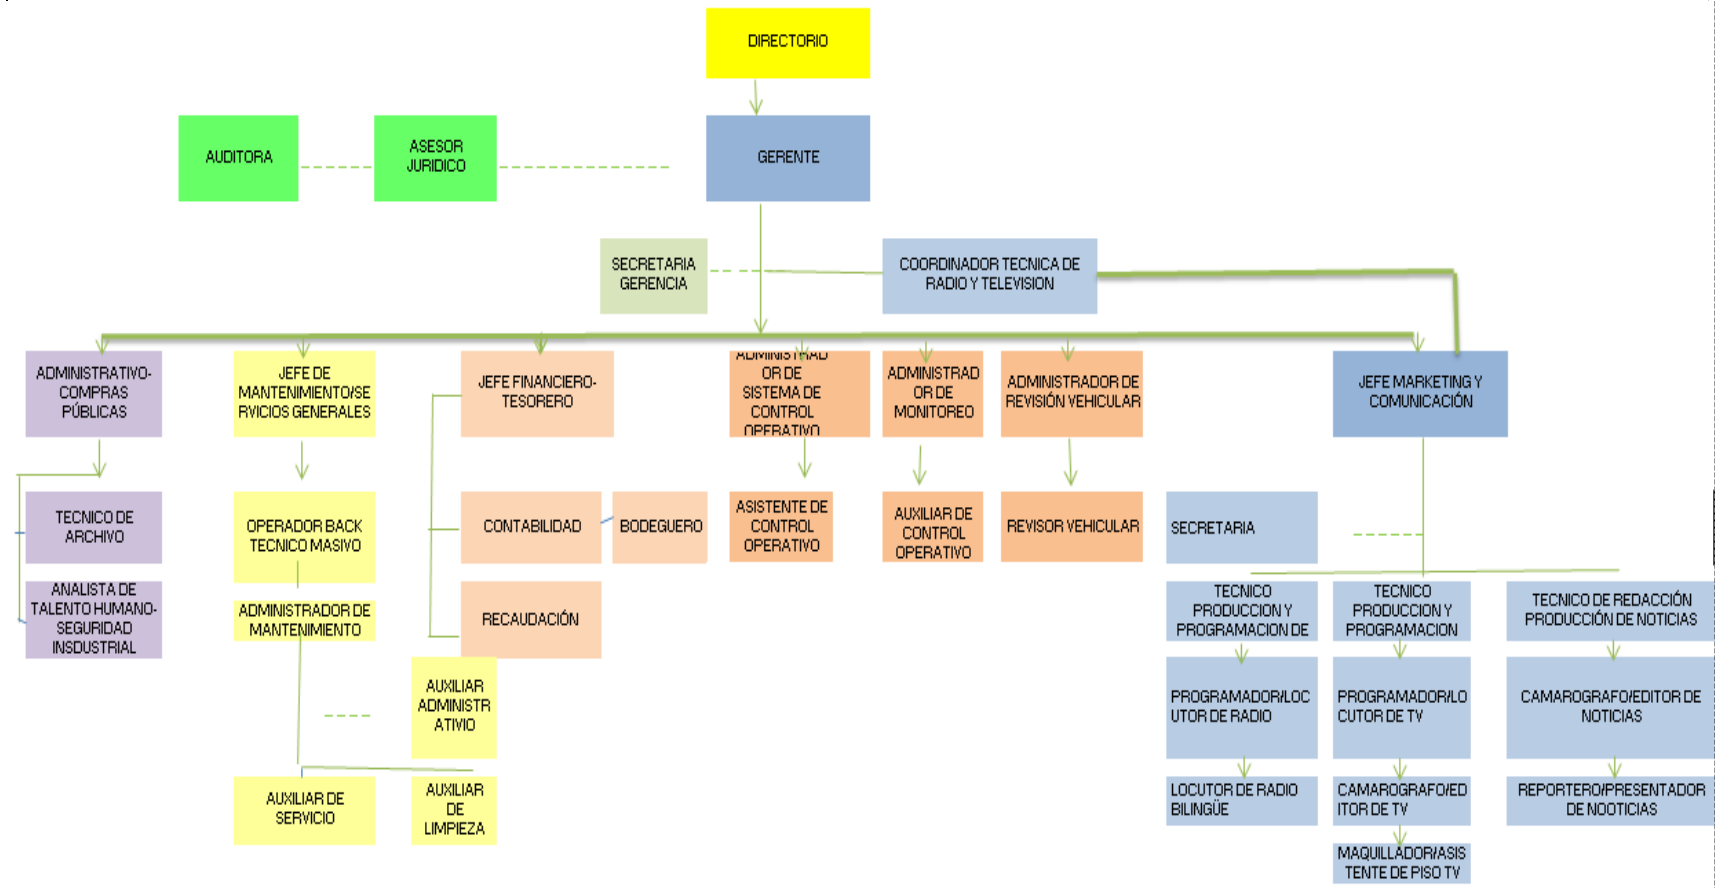 DIRECTORIO
AUDITORA
ASESOR
JURIDICO
GERENTE
SECRETARIA
GERENCIA
COORDINADOR TECNICA DE
RADIO Y TELEVISION
ADMINISTRATIVO-
COMPRAS
PÚBLICAS
JEFE DE
MANTENIMIENTO/SE
RVICIOS GENERALES
JEFE FINANCIERO-
TESORERO
ADMINISTRAD
OR DE
SISTEMA DE
CONTROL
OPERATIVO
ADMINISTRAD
OR DE
MONITOREO
ADMINISTRADOR DE
REVISIÓN VEHICULAR
JEFE MARKETING Y
COMUNICACIÓN
TECNICO DE
ARCHIVO
OPERADOR BACK
TECNICO MASIVO
CONTABILIDAD
BODEGUERO
ASISTENTE DE
CONTROL
OPERATIVO
AUXILIAR DE
CONTROL
OPERATIVO
REVISOR VEHICULAR
SECRETARIA
ANALISTA DE
TALENTO HUMANO-
SEGURIDAD
INSDUSTRIAL
ADMINISTRADOR DE
MANTENIMIENTO
RECAUDACIÓN
TECNICO
PRODUCCION Y
PROGRAMACION DE
TECNICO
PRODUCCION Y
PROGRAMACION
TECNICO DE REDACCIÓN
PRODUCCIÓN DE NOTICIAS
AUXILIAR
ADMINISTR
ATIVIO
PROGRAMADOR/LOC
UTOR DE RADIO
PROGRAMADOR/LO
CUTOR DE TV
CAMAROGRAFO/EDITOR DE
NOTICIAS
AUXILIAR DE
SERVICIO
AUXILIAR
DE
LIMPIEZA
LOCUTOR DE RADIO
BILINGÜE
CAMAROGRAFO/ED
ITOR DE TV
REPORTERO/PRESENTADOR
DE NOOTICIAS
MAQUILLADOR/ASIS
TENTE DE PISO TV